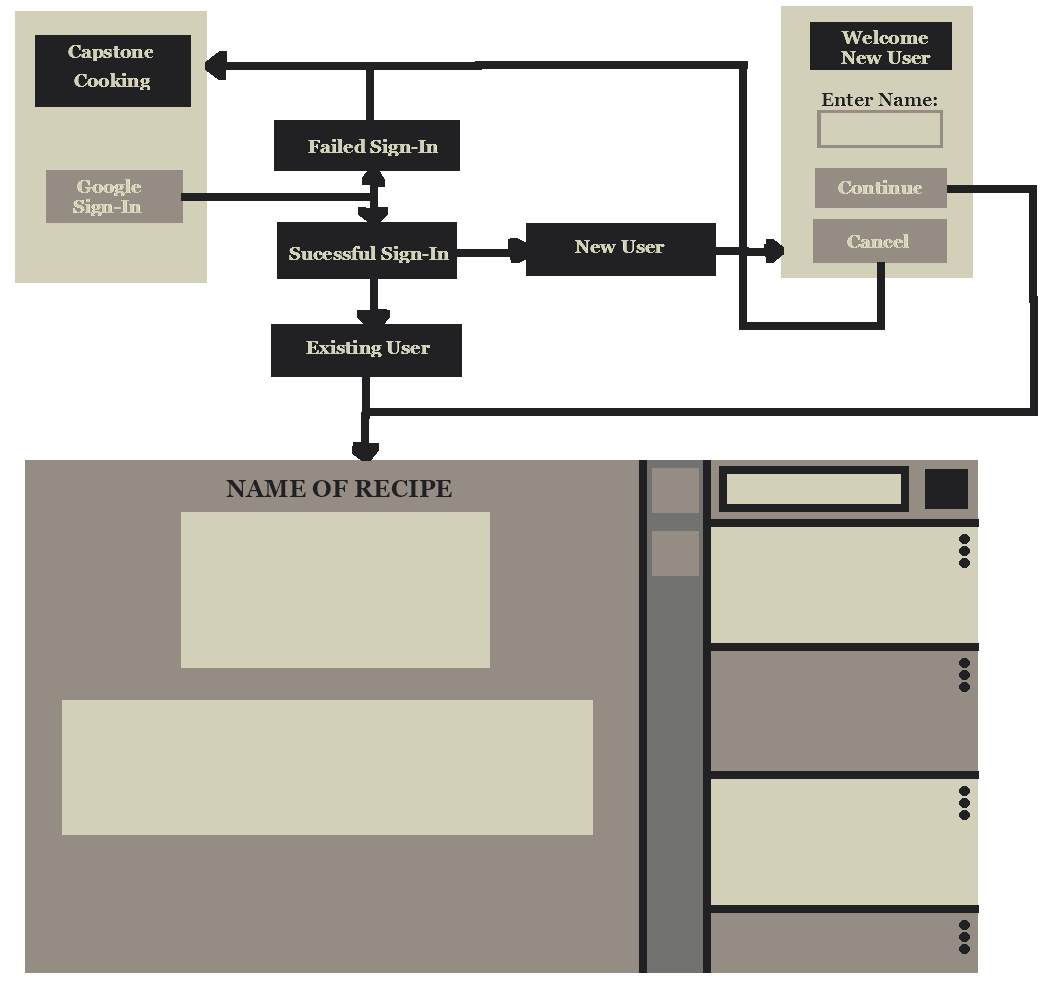 Capstone
Cooking
Google
Sign-In
Failed Sign-In
Sucessful Sign-In
New User
Existing User
Welcome
New User
Enter Name:
Continue
Cancel
NAME OF RECIPE